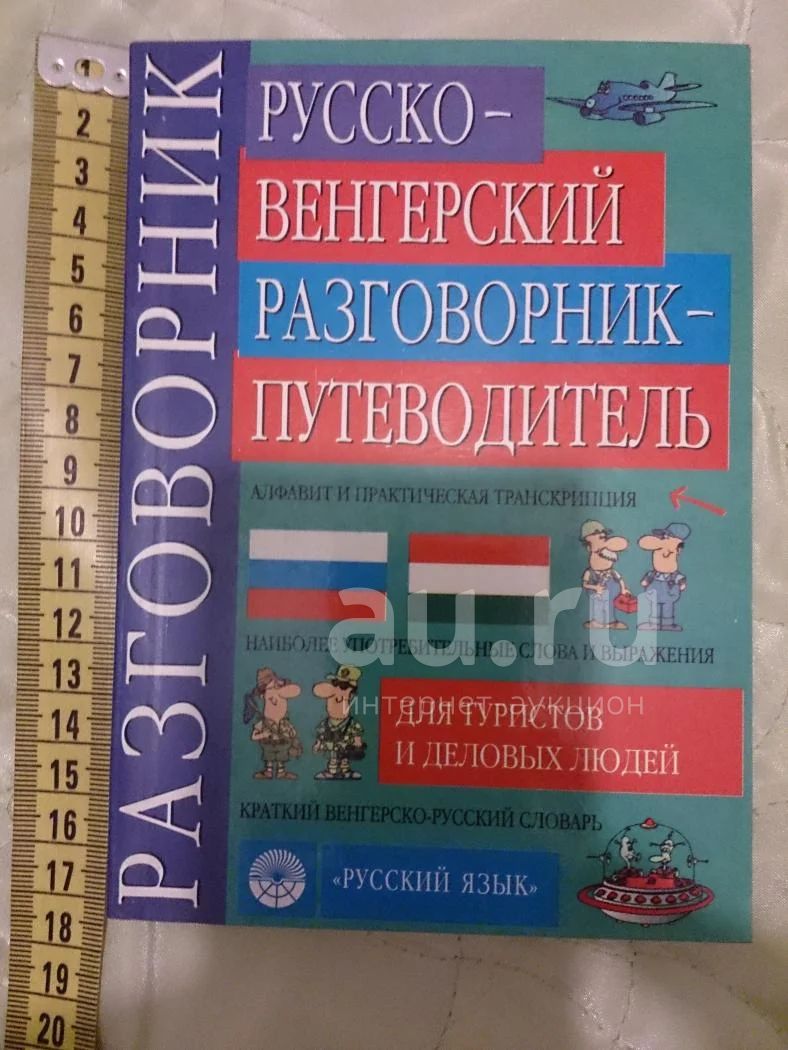 1
2
3
4
5
6
7
8
9
10
11
12
13
14
15
16
17
18
19
20
РАЗГОВОРНИК
РУССКО–
ВЕНГЕРСКИЙ
РАЗГОВОРНИК–
ПУТЕВОДИТЕЛЬ
АЛФАВИТ И ПРАКТИЧЕСКАЯ ТРАНСКРИПЦИЯ
au.ru
НАИБОЛЕЕ УПОТРЕБИТЕЛЬНЫЕ СЛОВА И ВЫРАЖЕНИЯ
интернет-аукцион
ДЛЯ ТУРИСТОВ
И ДЕЛОВЫХ ЛЮДЕЙ
КРАТКИЙ ВЕНГЕРСКО-РУССКИЙ СЛОВАРЬ
«РУССКИЙ ЯЗЫК»